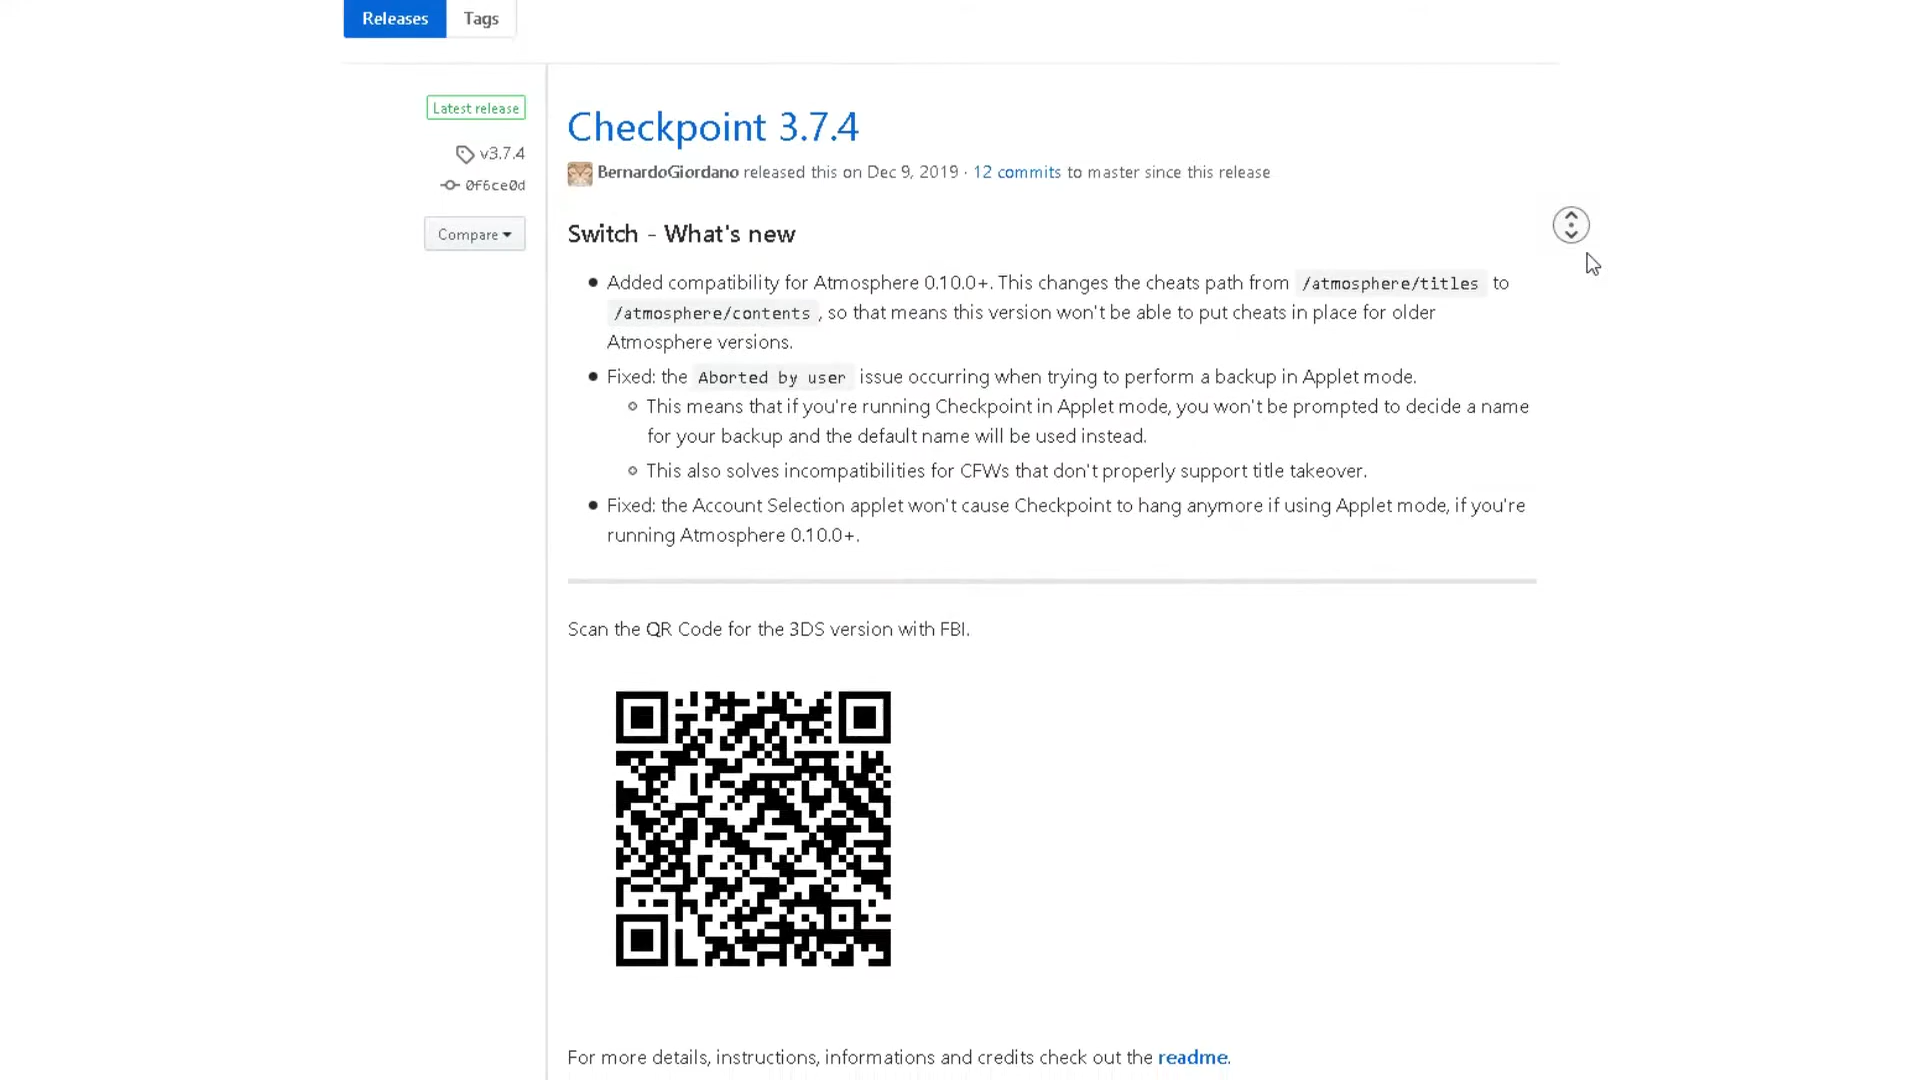 Releases Tags
Latest release
v3.7.4
0f6ce0d
Compare
Checkpoint 3.7.4
BernardoGiordano released this on Dec 9, 2019 · 12 commits to master since this release
Switch - What's new
Added compatibility for Atmosphere 0.10.0+. This changes the cheats path from /atmosphere/titles to
/atmosphere/contents , so that means this version won't be able to put cheats in place for older
Atmosphere versions.
Fixed: the Aborted by user issue occurring when trying to perform a backup in Applet mode.
This means that if you're running Checkpoint in Applet mode, you won't be prompted to decide a name
for your backup and the default name will be used instead.
This also solves incompatibilities for CFWs that don't properly support title takeover.
Fixed: the Account Selection applet won't cause Checkpoint to hang anymore if using Applet mode, if you're
running Atmosphere 0.10.0+.
Scan the QR Code for the 3DS version with FBI.
For more details, instructions, informations and credits check out the readme.